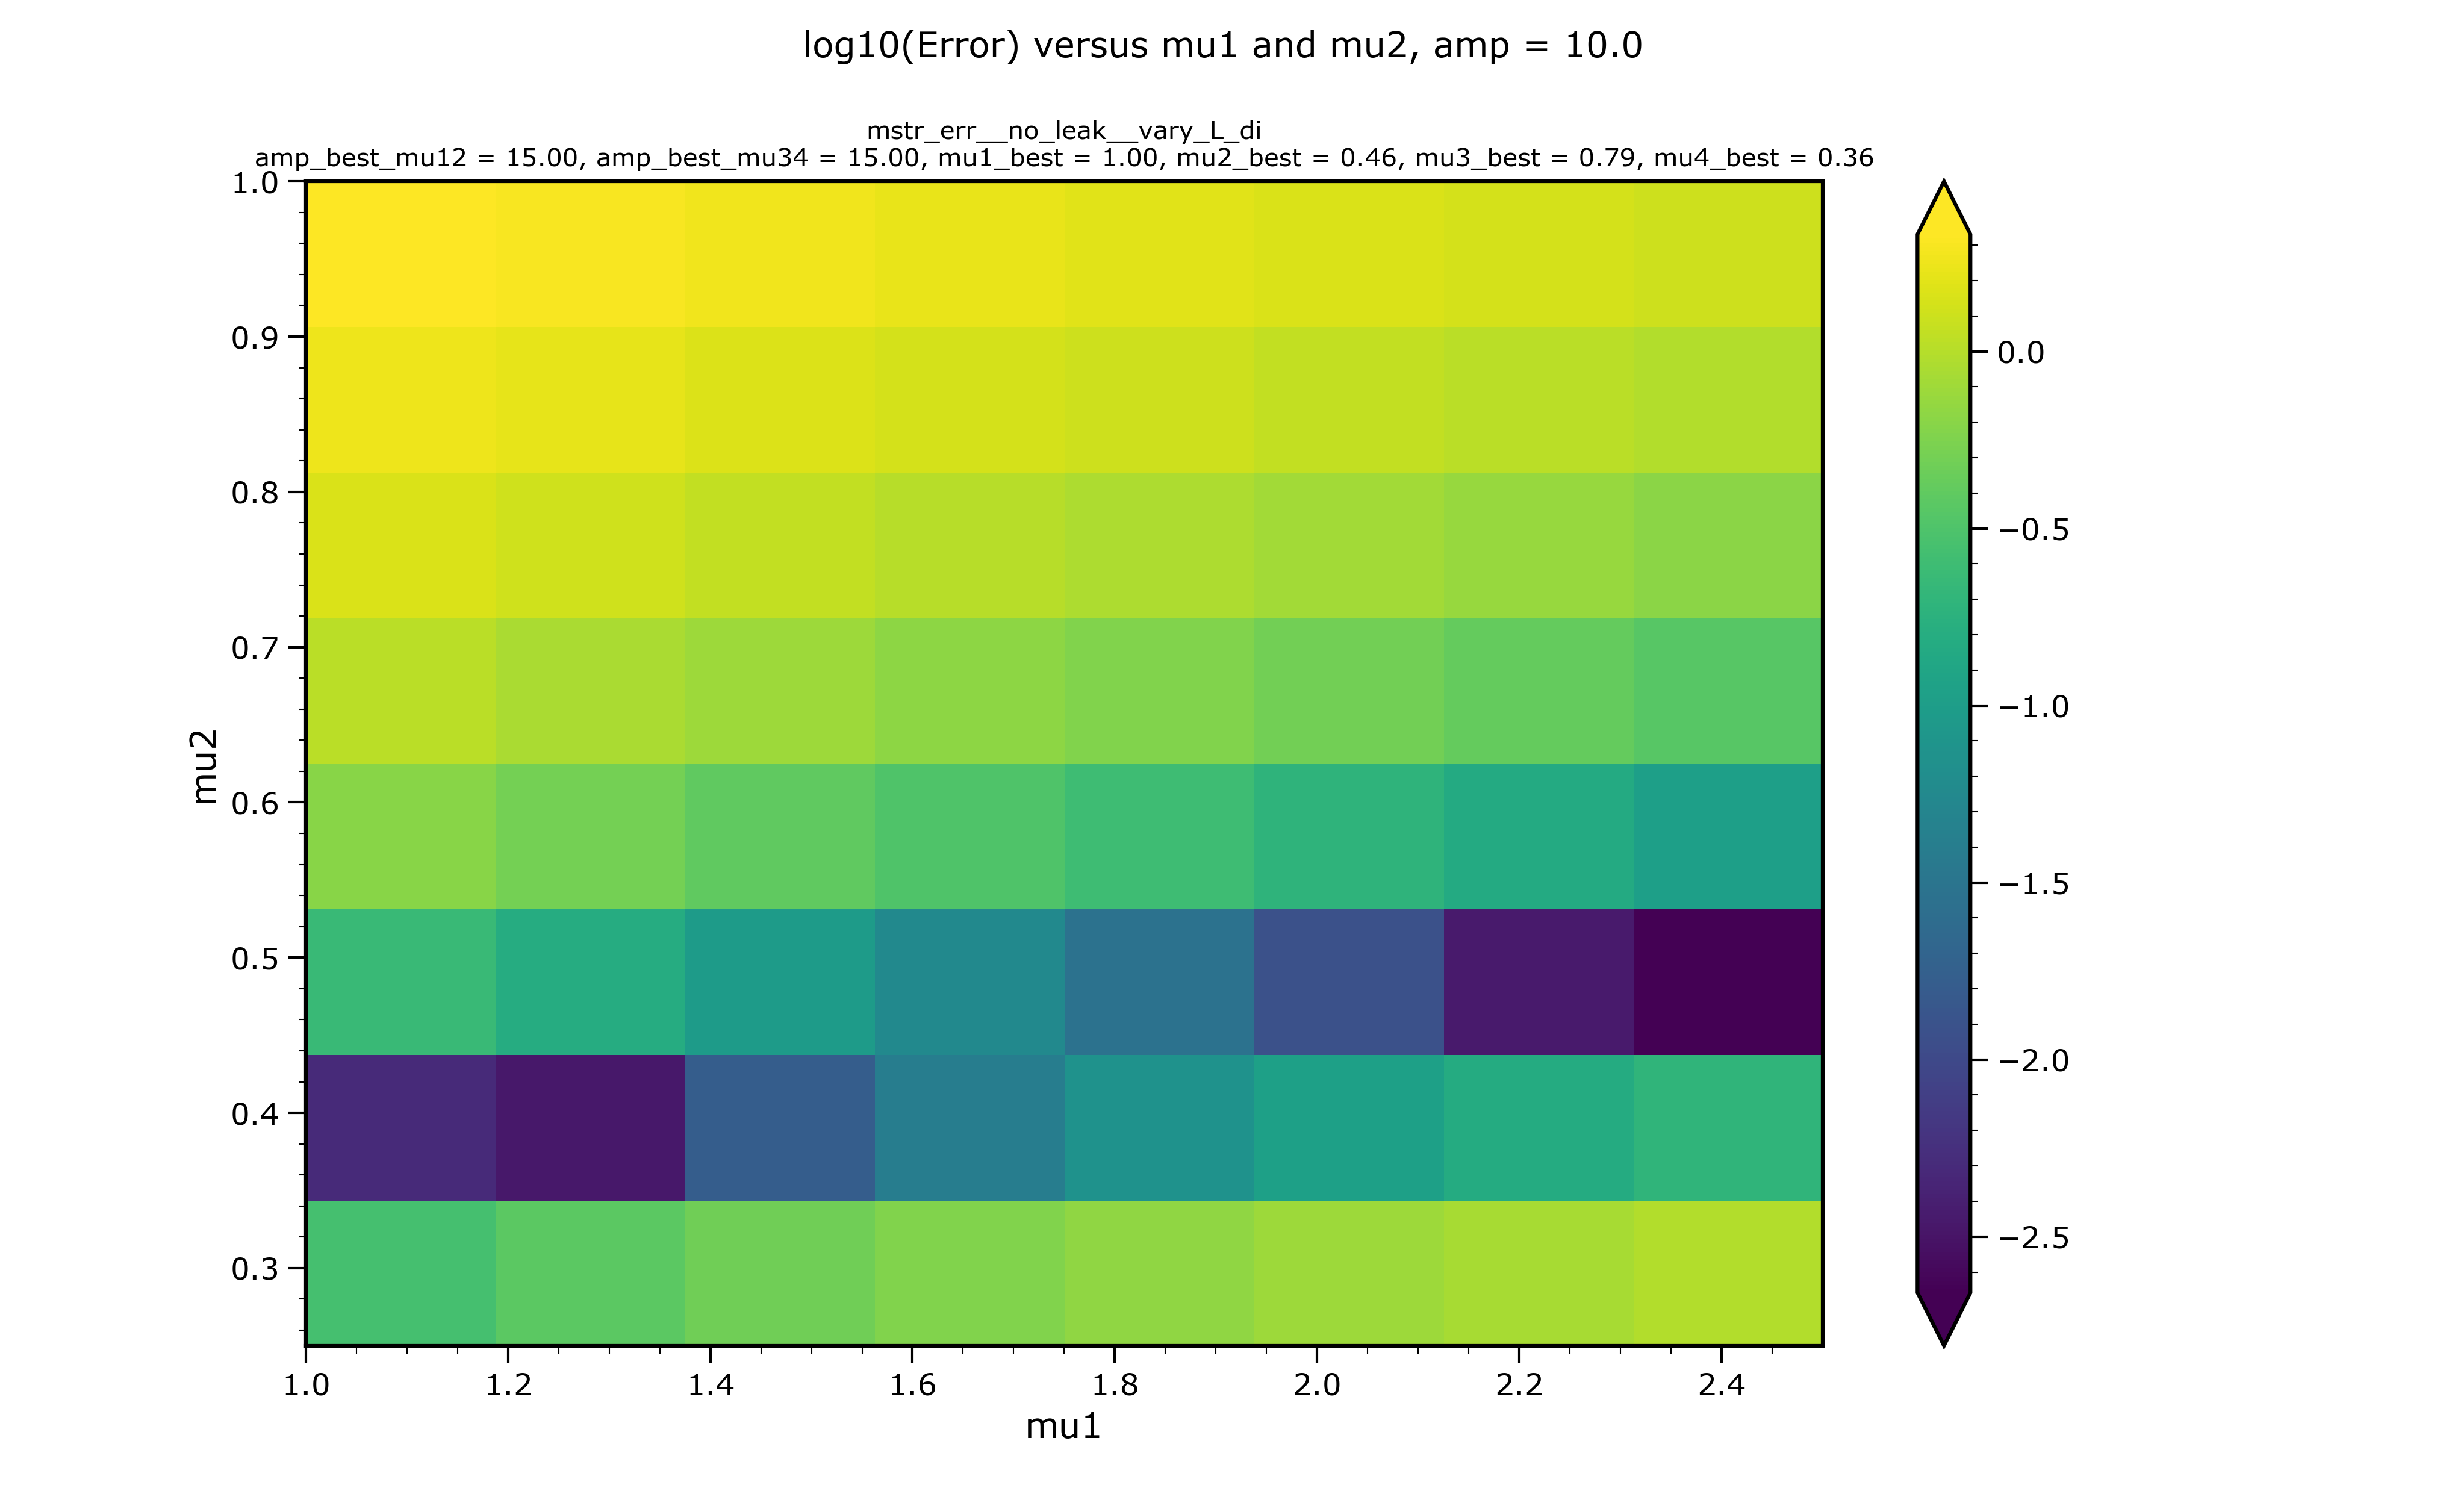 log10(Error) versus mu1 and mu2, amp = 10.0
mstr_err__no_leak__vary_L_di
amp_best_mu12 = 15.00, amp_best_mu34 = 15.00, mu1_best = 1.00, mu2_best = 0.46, mu3_best = 0.79, mu4_best = 0.36
1.0
0.9
0.8
0.7
0.6
0.5
0.4
0.3
mu2
1.0 1.2 1.4 1.6 1.8 2.0 2.2 2.4
mu1
0.0
−0.5
−1.0
−1.5
−2.0
−2.5